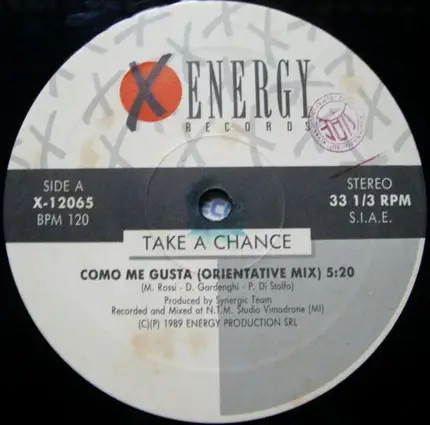 X ENERGY
RECORDS
SIDE A
X-12065
BPM 120
STEREO
33 1/3 RPM
S.I.A.E.
TAKE A CHANCE
COMO ME GUSTA (ORIENTATIVE MIX) 5:20
(M. Rossi - D. Gardenghi - P. Di Stolfo)
Produced by Synergic Team
Recorded and Mixed at N.T.M. Studio Vimodrone (MI)
(C)(P) 1989 ENERGY PRODUCTION SRL